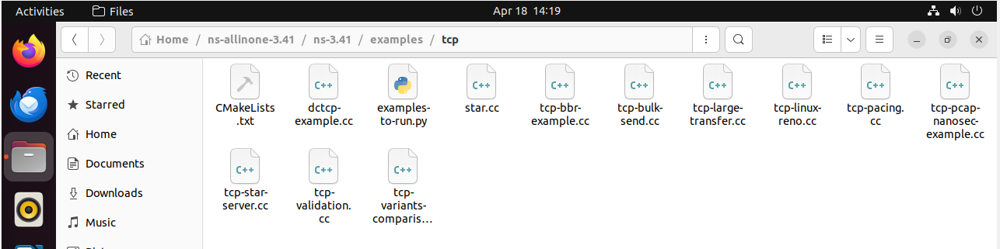 Activities Files Apr 18 14:19
Home / ns-allinone-3.41 / ns-3.41 / examples / tcp
Recent
Starred
Home
Documents
Downloads
Music
CMakeLists
.txt
dctcp-
example.cc
examples-
to-run.py
star.cc
tcp-bbr-
example.cc
tcp-bulk-
send.cc
tcp-large-
transfer.cc
tcp-linux-
reno.cc
tcp-pacing.
cc
tcp-pcap-
nanosec-
example.cc
tcp-star-
server.cc
tcp-
validation.
cc
tcp-
variants-
comparis…
C++
C++
C++
C++
C++
C++
C++
C++
C++
C++
C++